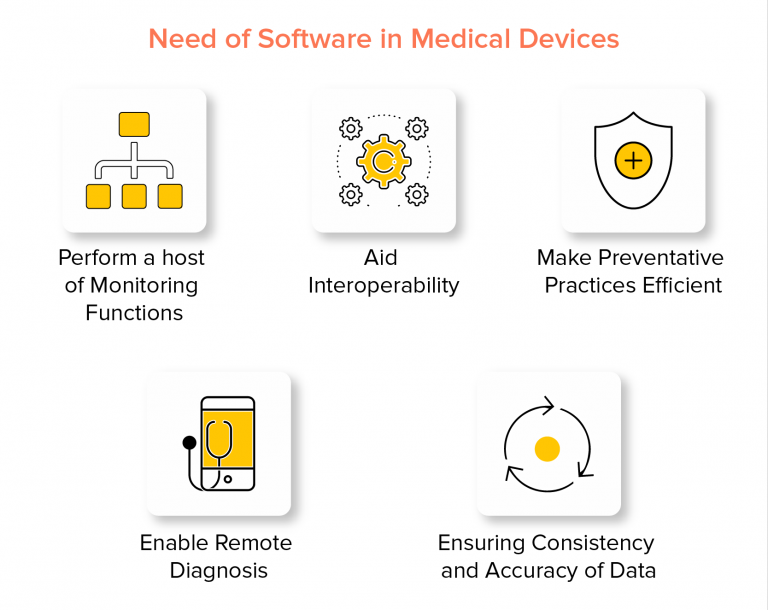 Need of Software in Medical Devices
Perform a host
of Monitoring
Functions
Aid
Interoperability
Make Preventative
Practices Efficient
Enable Remote
Diagnosis
Ensuring Consistency
and Accuracy of Data